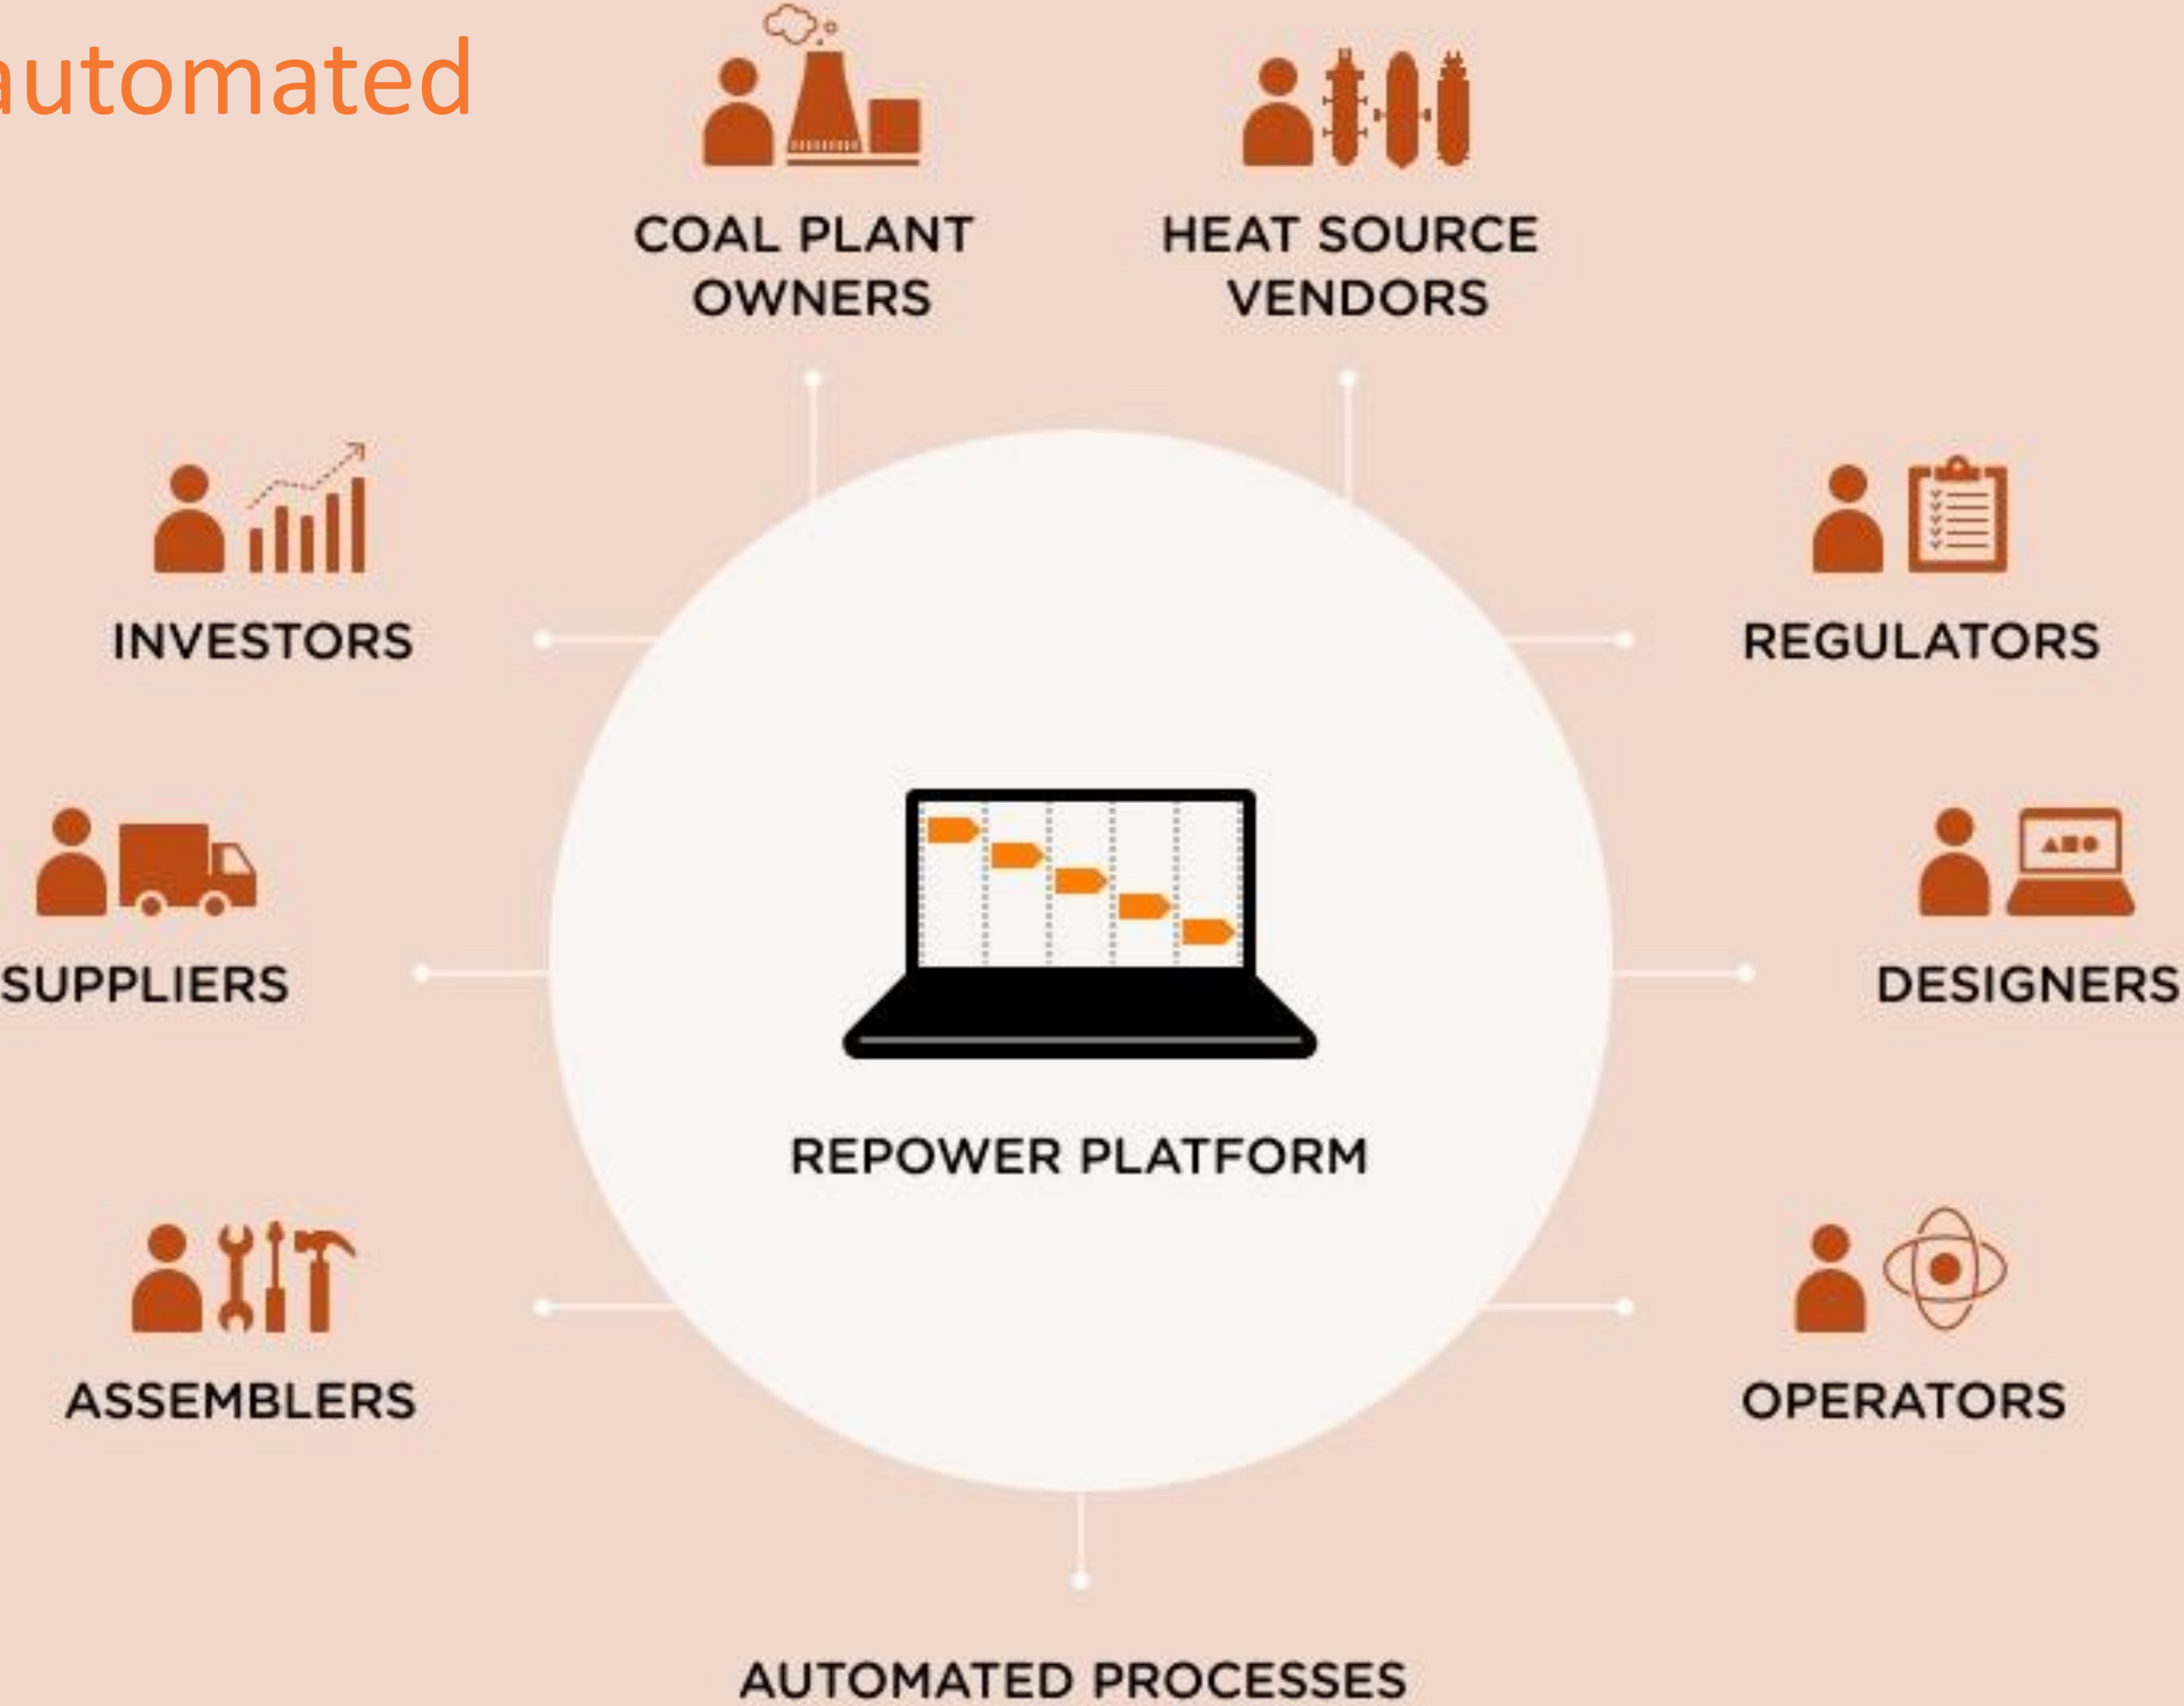 automated
COAL PLANT
OWNERS
HEAT SOURCE
VENDORS
INVESTORS
REGULATORS
SUPPLIERS
DESIGNERS
REPOWER PLATFORM
ASSEMBLERS
OPERATORS
AUTOMATED PROCESSES